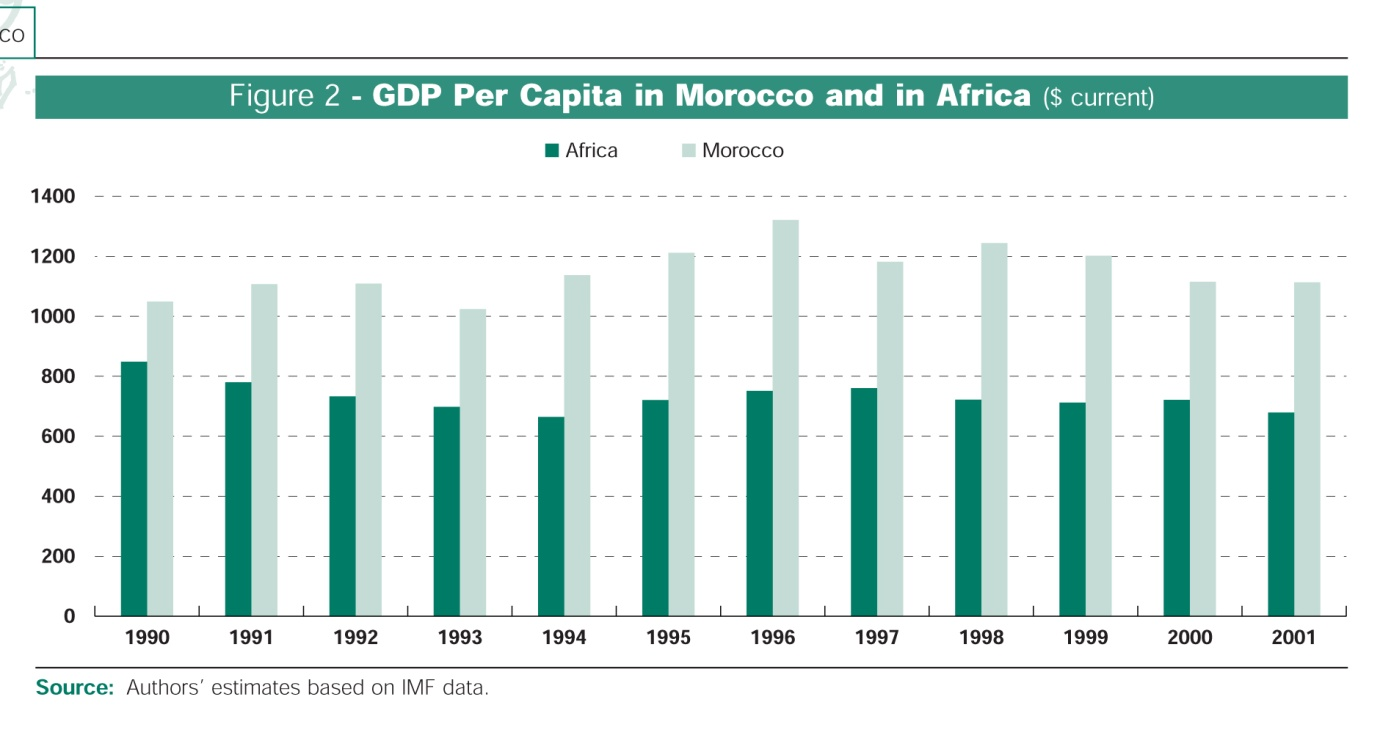 CO
Figure 2 - GDP Per Capita in Morocco and in Africa ($ current)
Africa Morocco
1400
1200
1000
800
600
400
200
0
1990 1991 1992 1993 1994 1995 1996 1997 1998 1999 2000 2001
Source: Authors' estimates based on IMF data.